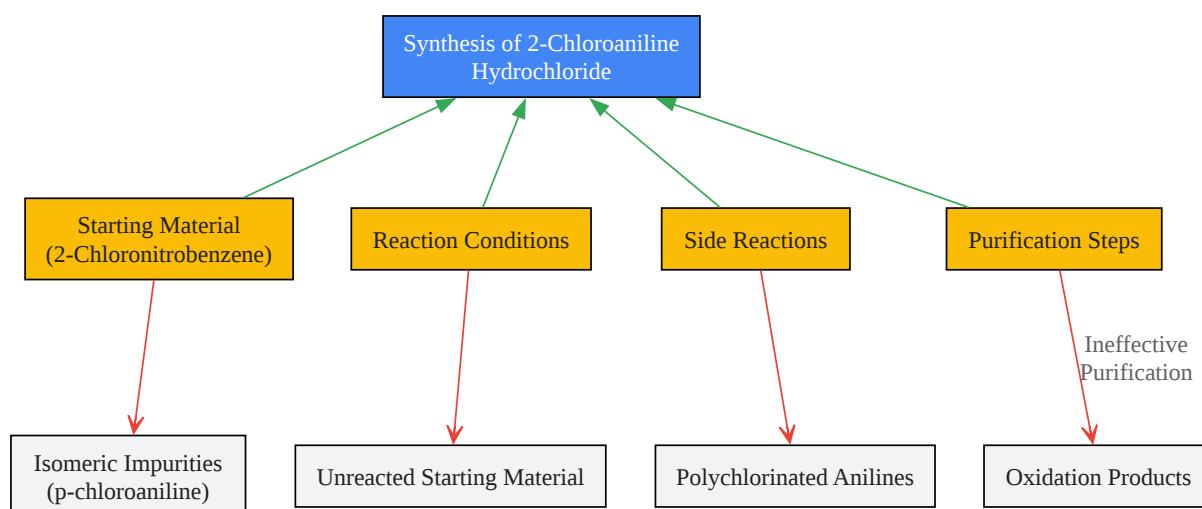 Synthesis of 2-Chloroaniline
Hydrochloride
Starting Material
(2-Chloronitrobenzene)
Reaction Conditions
Side Reactions
Purification Steps
Ineffective
Purification
Isomeric Impurities
(p-chloroaniline)
Unreacted Starting Material
Polychlorinated Anilines
Oxidation Products